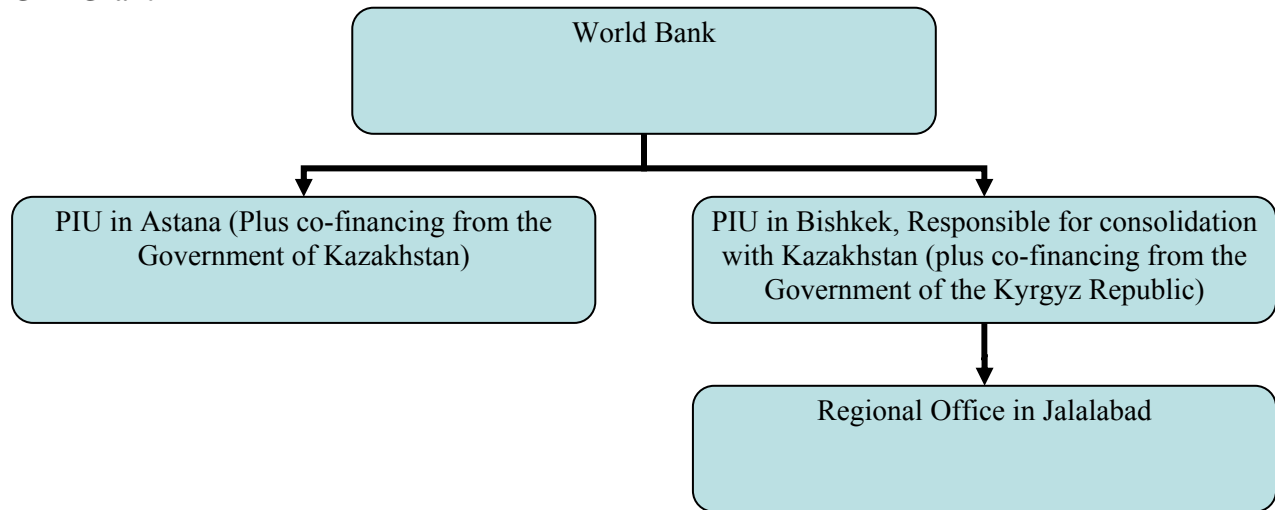 World Bank
PIU in Astana (Plus co-financing from the
Government of Kazakhstan)
PIU in Bishkek, Responsible for consolidation
with Kazakhstan (plus co-financing from the
Government of the Kyrgyz Republic)
Regional Office in Jalalabad